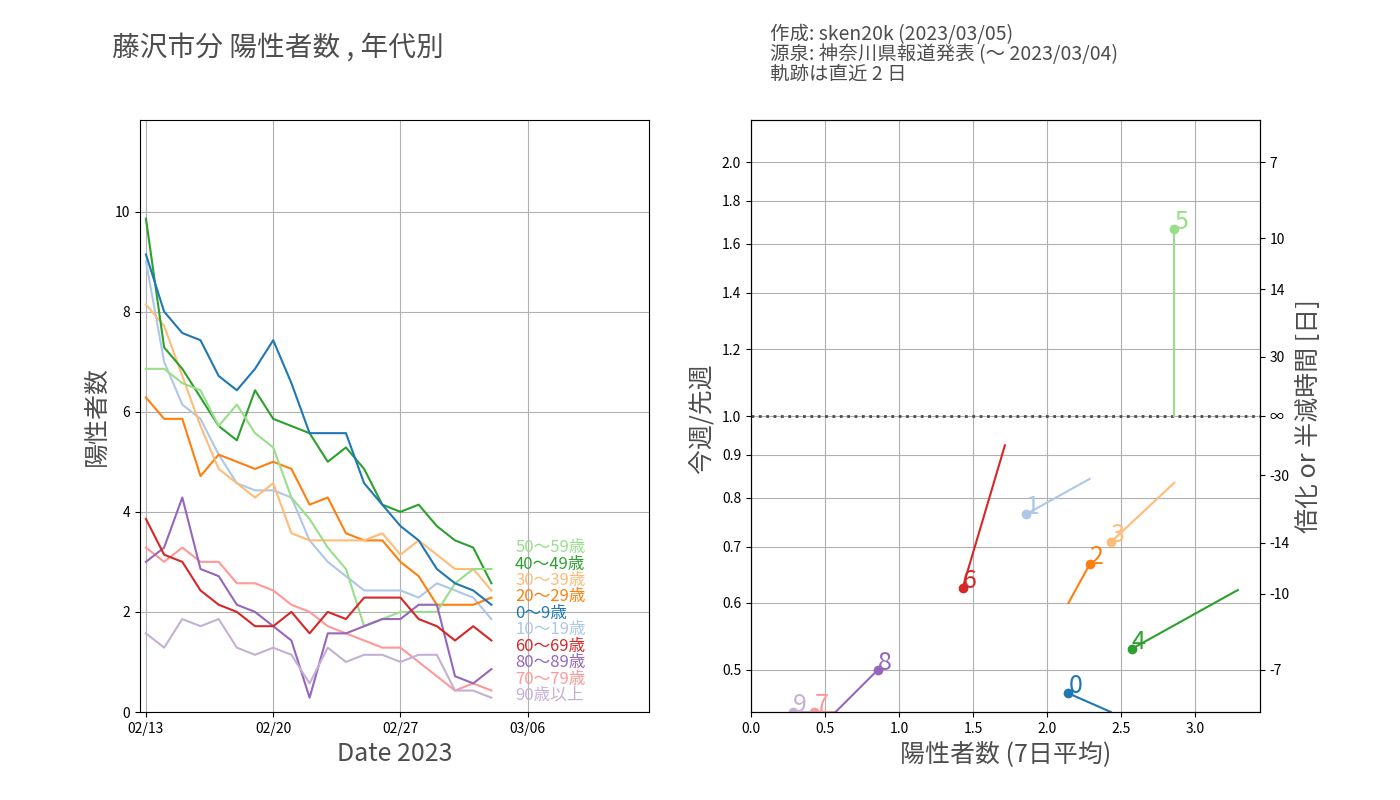 藤沢市分 陽性者数 , 年代別
作成: sken20k (2023/03/05)
源泉: 神奈川県報道発表 (〜 2023/03/04)
軌跡は直近 2 日
陽性者数
10
8
6
4
2
0
02/13
02/20
02/27
03/06
Date 2023
50〜59歳
40〜49歳
30〜39歳
20〜29歳
0〜9歳
10〜19歳
60〜69歳
80〜89歳
70〜79歳
90歳以上
今週/先週
2.0
1.8
1.6
1.4
1.2
1.0
0.9
0.8
0.7
0.6
0.5
0.0
0.5
1.0
1.5
2.0
2.5
3.0
陽性者数 (7日平均)
5
1
3
2
6
4
8
0
9
7
7
10
14
30
∞
-30
-14
-10
-7
倍化 or 半減時間 [日]